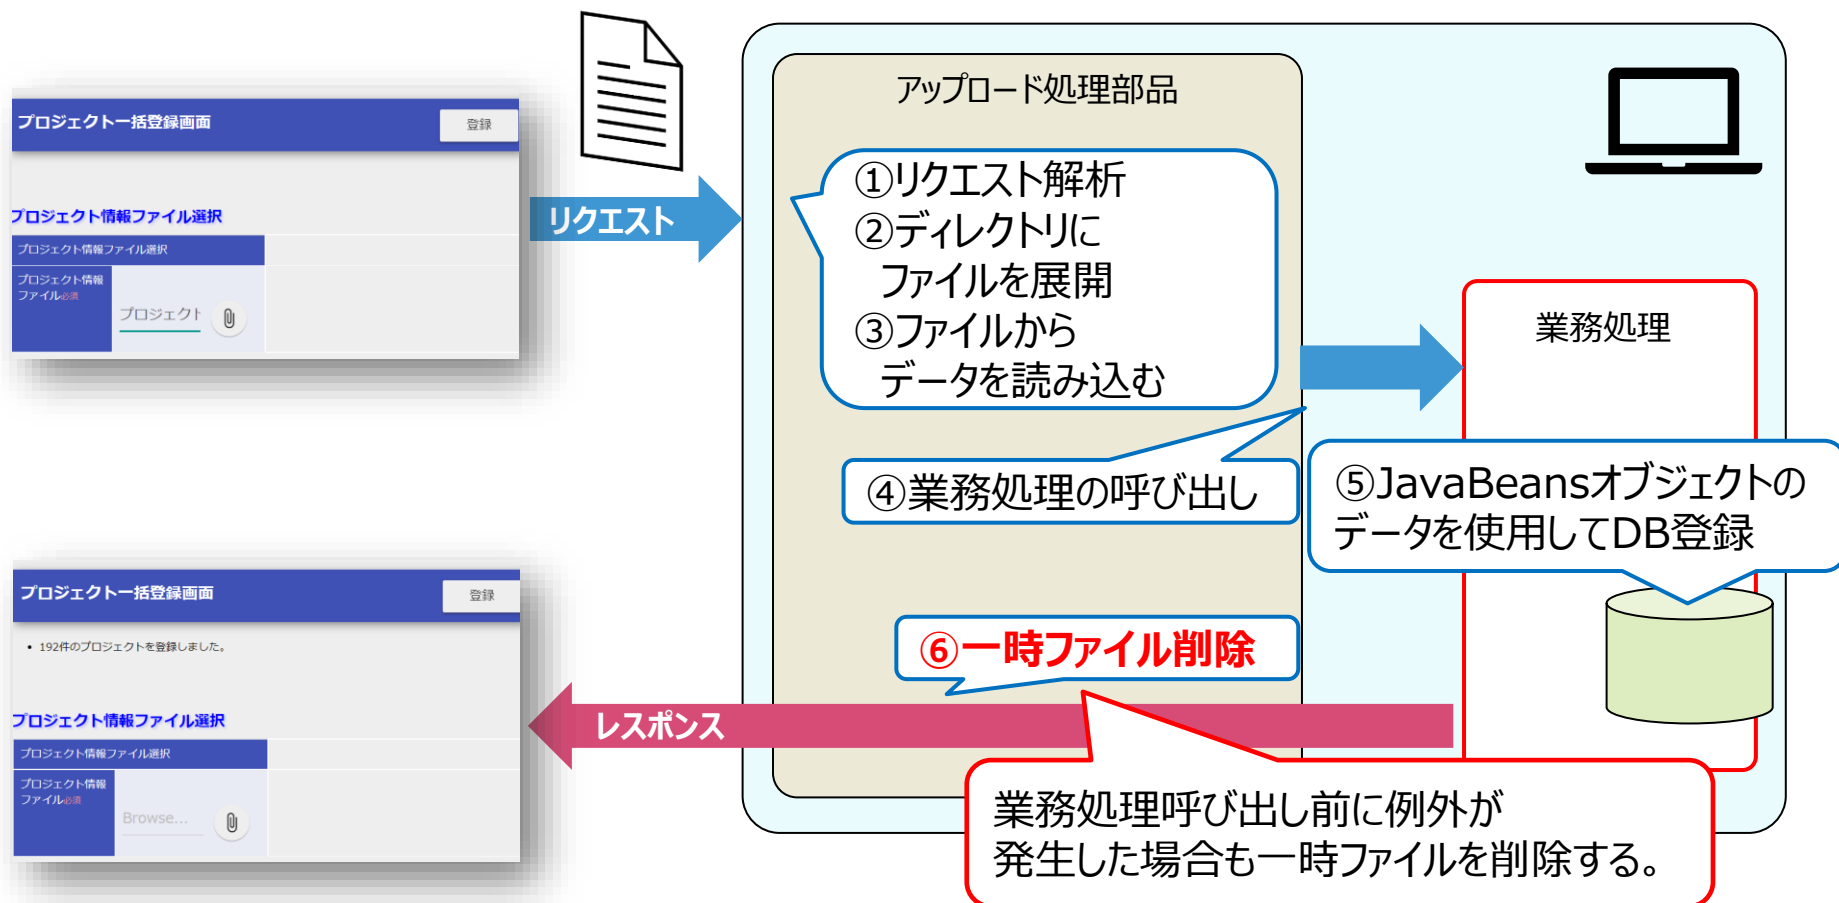 プロジェクト一括登録画面
登録
プロジェクト情報ファイル選択
プロジェクト情報ファイル選択
プロジェクト情報
ファイル必須
プロジェクト
リクエスト
アップロード処理部品
①リクエスト解析
②ディレクトリに
ファイルを展開
③ファイルから
データを読み込む
④業務処理の呼び出し
業務処理
⑤JavaBeansオブジェクトの
データを使用してDB登録
⑥一時ファイル削除
レスポンス
業務処理呼び出し前に例外が
発生した場合も一時ファイルを削除する。
プロジェクト一括登録画面
登録
• 192件のプロジェクトを登録しました。
プロジェクト情報ファイル選択
プロジェクト情報ファイル選択
プロジェクト情報
ファイル必須
Browse...